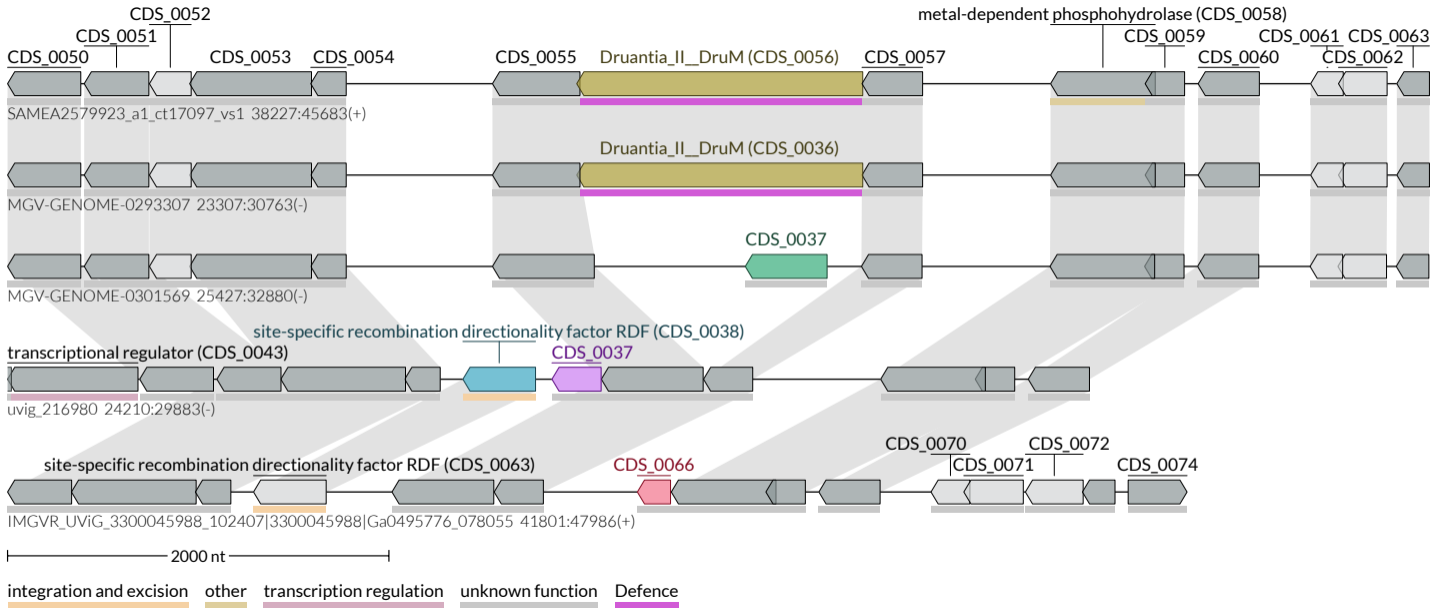 CDS_0052
metal-dependent phosphohydrolase (CDS_0058)
CDS_0051 CDS_0059 CDS_0061 CDS_0063
CDS_0050 CDS_0053 CDS_0054 CDS_0055 Druantia_II__DruM (CDS_0056) CDS_0057 CDS_0060 CDS_0062
SAMEA2579923_a1_ct17097_vs1 38227:45683(+)
Druantia_II__DruM (CDS_0036)
MGV-GENOME-0293307 23307:30763(-)
CDS_0037
MGV-GENOME-0301569 25427:32880(-)
site-specific recombination directionality factor RDF (CDS_0038)
transcriptional regulator (CDS_0043) CDS_0037
uvig_216980 24210:29883(-)
CDS_0070 CDS_0072
site-specific recombination directionality factor RDF (CDS_0063) CDS_0066 CDS_0071 CDS_0074
IMGVR_UViG_3300045988_102407|3300045988|Ga0495776_078055 41801:47986(+)
2000 nt
integration and excision other transcription regulation unknown function Defence